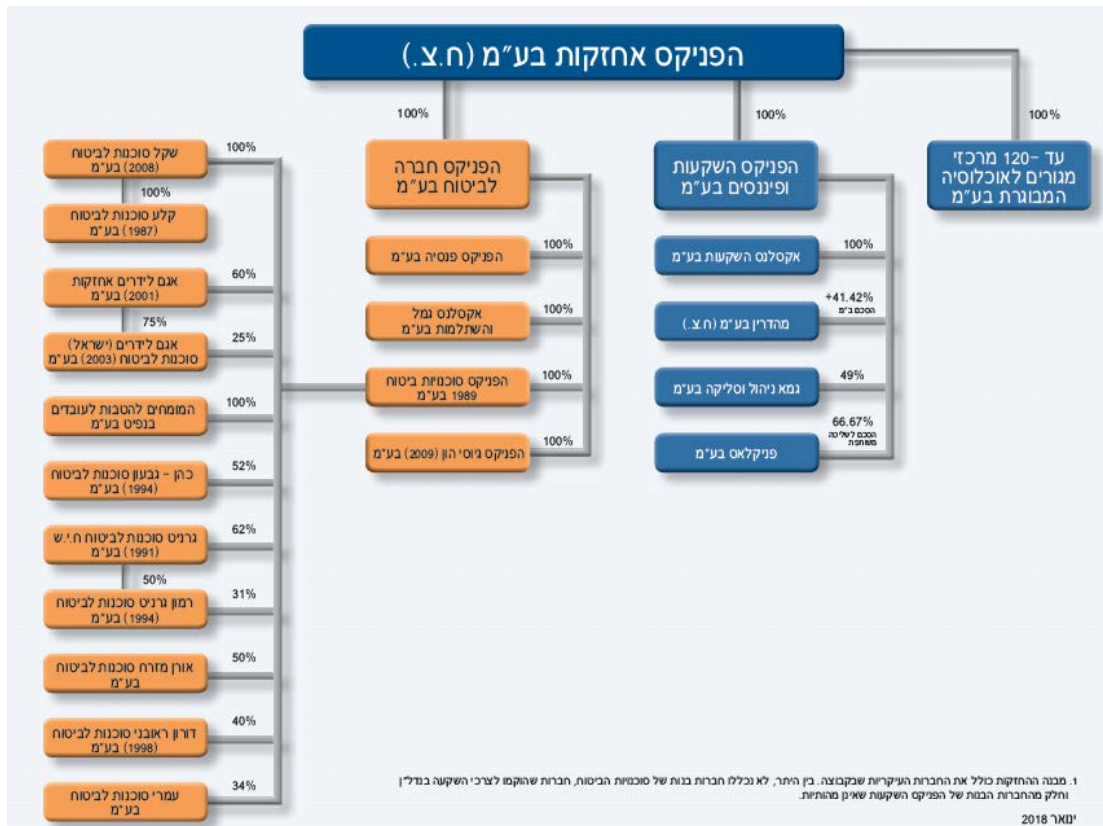 הפניקס אחזקות בע"מ (ח.צ.)
100%
100%
100%
עד -120 מרכזי
מגורים לאוכלוסיה
המבוגרת בע"מ
הפניקס השקעות
ופיננסים בע"מ
100%
אקסלנס השקעות בע"מ
+41.42%
הסכם ב"מ
מהדרין בע"מ (ח.צ.)
49%
גמא ניהול וסליקה בע"מ
66.67%
הסכם לשליטה
משותפת
פניקלאס בע"מ
הפניקס חברה
לביטוח בע"מ
100%
הפניקס פנסיה בע"מ
100%
אקסלנס גמל
והשתלמות בע"מ
100%
הפניקס סוכנויות ביטוח
1989 בע"מ
100%
הפניקס גיוסי הון (2009) בע"מ
100%
שקל סוכנות לביטוח
(2008) בע"מ
100%
קלע סוכנות לביטוח
(1987) בע"מ
60%
אגם לידרים אחזקות
(2001) בע"מ
75%
25%
אגם לידרים (ישראל)
סוכנות לביטוח (2003) בע"מ
100%
המומחים להטבות לעובדים
בנפיט בע"מ
52%
כהן - גבעון סוכנות לביטוח
(1994) בע"מ
62%
גרניט סוכנות לביטוח ח.י.ש
(1991) בע"מ
50%
31%
רמון גרניט סוכנות לביטוח
(1994) בע"מ
50%
אורן מזרח סוכנות לביטוח
בע"מ
40%
דורון ראובני סוכנות לביטוח
(1998) בע"מ
34%
עמרי סוכנות לביטוח
בע"מ
1. מבנה ההחזקות כולל את החברות העיקריות שבקבוצה. בין היתר, לא נכללו חברות בנות של סוכנויות הביטוח, חברות שהוקמו לצרכי השקעה בנדל"ן
וחלק מהחברות הבנות של הפניקס השקעות שאינן מהותיות.
ינואר 2018